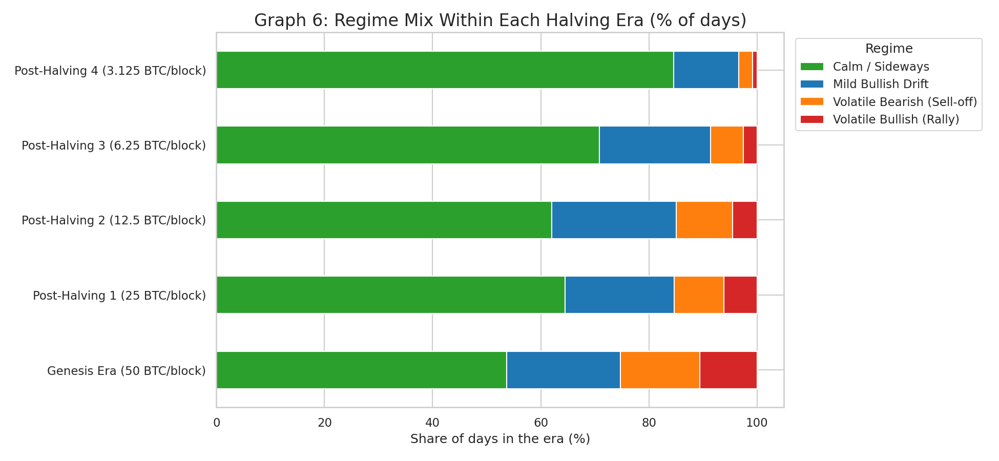 Graph 6: Regime Mix Within Each Halving Era (% of days)
Regime
Calm / Sideways
Mild Bullish Drift
Volatile Bearish (Sell-off)
Volatile Bullish (Rally)
Post-Halving 4 (3.125 BTC/block)
Post-Halving 3 (6.25 BTC/block)
Post-Halving 2 (12.5 BTC/block)
Post-Halving 1 (25 BTC/block)
Genesis Era (50 BTC/block)
0 20 40 60 80 100
Share of days in the era (%)